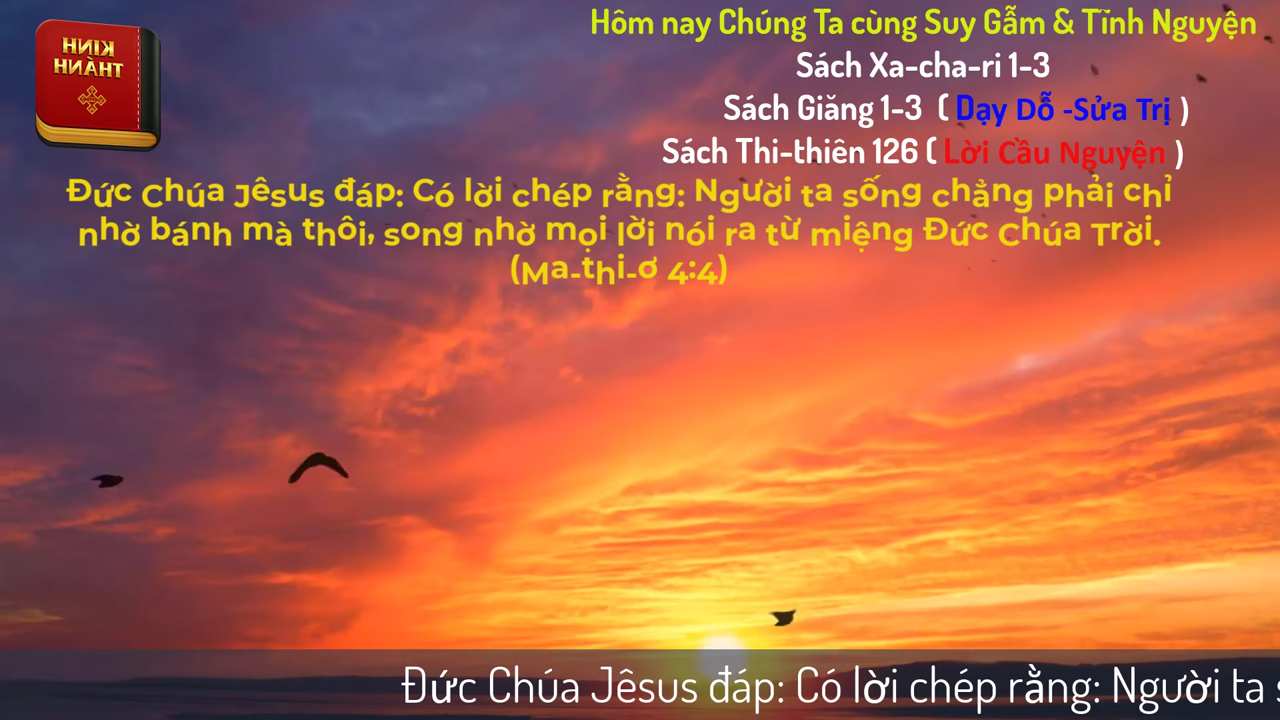 KINH
THÀNH
Hôm nay Chúng Ta cùng Suy Gẫm & Tĩnh Nguyện
Sách Xa-cha-ri 1-3
Sách Giăng 1-3 ( Dạy Dỗ -Sửa Trị )
Sách Thi-thiên 126 ( Lời Cầu Nguyện )
Đức Chúa Jêsus đáp: Có lời chép rằng: Người ta sống chẳng phải chỉ
nhờ bánh mà thôi, song nhờ mọi lời nói ra từ miệng Đức Chúa Trời.
(Ma-thi-ơ 4:4)
Đức Chúa Jêsus đáp: Có lời chép rằng: Người ta